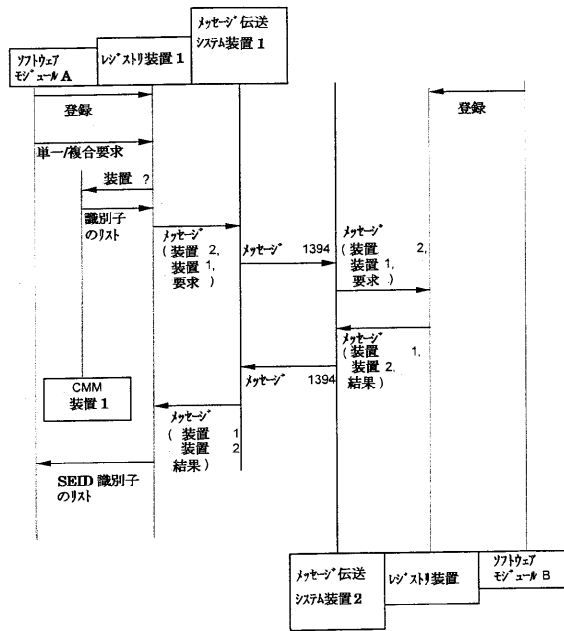 メッセージ伝送
システム装置1
ソフトウェア
モジュールA
レジストリ装置1
登録
登録
単一/複合要求
装置 ?
識別子
のリスト
メッセージ
( 装置 2,
装置 1,
要求 )
メッセージ 1394
メッセージ
( 装置 2,
装置 1,
要求 )
メッセージ
( 装置 1,
装置 2,
結果 )
メッセージ 1394
CMM
装置1
メッセージ
( 装置 1
装置 2
結果 )
SEID 識別子
のリスト
メッセージ伝送
システム装置2
レジストリ装置
ソフトウェア
モジュール B